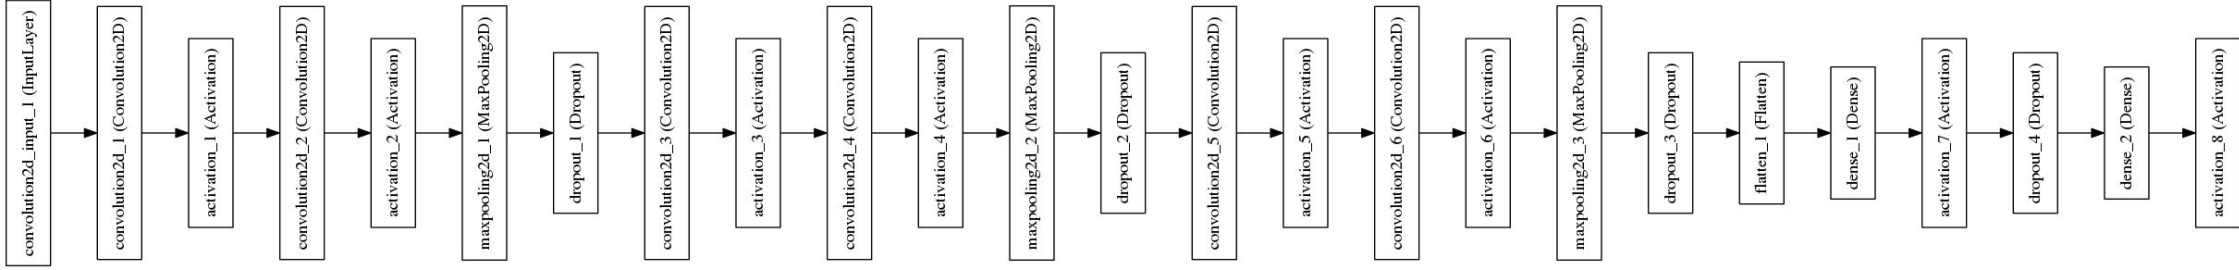 convolution2d_input_1 (InputLayer)
convolution2d_1 (Convolution2D)
activation_1 (Activation)
convolution2d_2 (Convolution2D)
activation_2 (Activation)
maxpooling2d_1 (MaxPooling2D)
dropout_1 (Dropout)
convolution2d_3 (Convolution2D)
activation_3 (Activation)
convolution2d_4 (Convolution2D)
activation_4 (Activation)
maxpooling2d_2 (MaxPooling2D)
dropout_2 (Dropout)
convolution2d_5 (Convolution2D)
activation_5 (Activation)
convolution2d_6 (Convolution2D)
activation_6 (Activation)
maxpooling2d_3 (MaxPooling2D)
dropout_3 (Dropout)
flatten_1 (Flatten)
dense_1 (Dense)
activation_7 (Activation)
dropout_4 (Dropout)
dense_2 (Dense)
activation_8 (Activation)